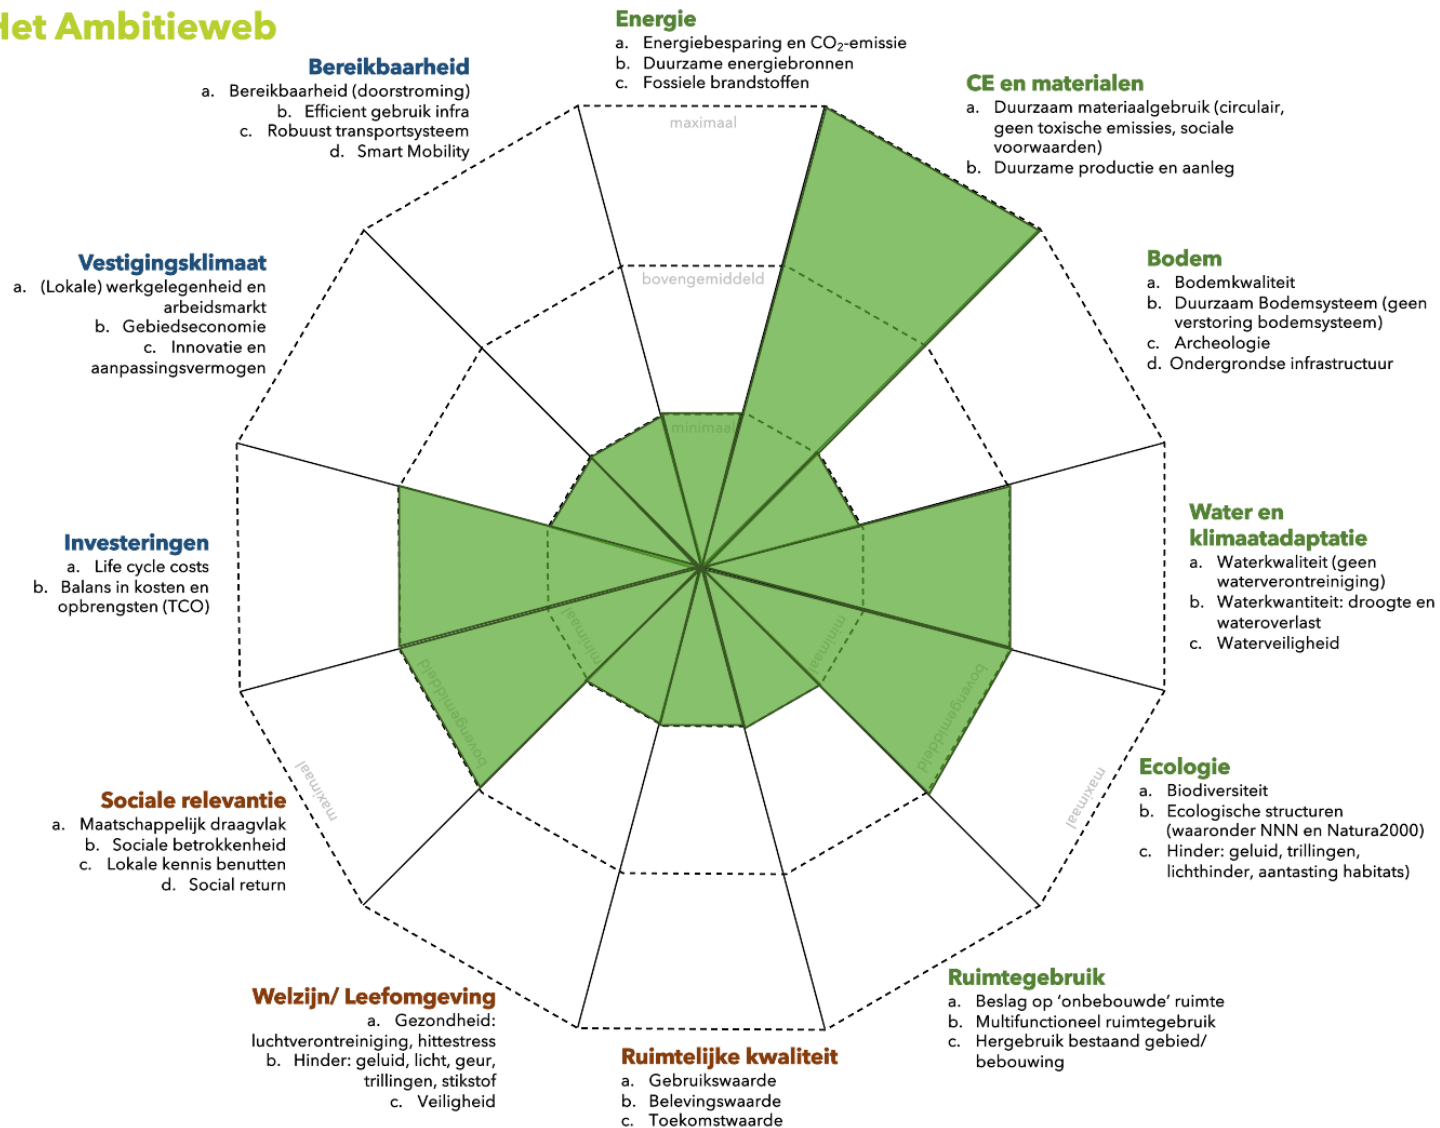 Het Ambitieweb
Energie
a. Energiebesparing en CO₂-emissie
b. Duurzame energiebronnen
c. Fossiele brandstoffen
CE en materialen
a. Duurzaam materiaalgebruik (circulair,
geen toxische emissies, sociale
voorwaarden)
b. Duurzame productie en aanleg
Bodem
a. Bodemkwaliteit
b. Duurzaam Bodemsysteem (geen
verstoring bodemsysteem)
c. Archeologie
d. Ondergrondse infrastructuur
Water en
klimaatadaptatie
a. Waterkwaliteit (geen
waterverontreiniging)
b. Waterkwantiteit: droogte en
wateroverlast
c. Waterveiligheid
Ecologie
a. Biodiversiteit
b. Ecologische structuren
(waaronder NNN en Natura2000)
c. Hinder: geluid, trillingen,
lichthinder, aantasting habitats)
Ruimtegebruik
a. Beslag op ‘onbebouwde’ ruimte
b. Multifunctioneel ruimtegebruik
c. Hergebruik bestaand gebied/
bebouwing
Ruimtelijke kwaliteit
a. Gebruikswaarde
b. Belevingswaarde
c. Toekomstwaarde
Welzijn/ Leefomgeving
a. Gezondheid:
luchtverontreiniging, hittestress
b. Hinder: geluid, licht, geur,
trillingen, stikstof
c. Veiligheid
Sociale relevantie
a. Maatschappelijk draagvlak
b. Sociale betrokkenheid
c. Lokale kennis benutten
d. Social return
Investeringen
a. Life cycle costs
b. Balans in kosten en
opbrengsten (TCO)
Vestigingsklimaat
a. (Lokale) werkgelegenheid en
arbeidsmarkt
b. Gebiedseconomie
c. Innovatie en
aanpassingsvermogen
Bereikbaarheid
a. Bereikbaarheid (doorstroming)
b. Efficient gebruik infra
c. Robuust transportsysteem
d. Smart Mobility
maximaal
bovengemiddeld
minimaal
minimaal
bovengemiddeld
maximaal
minimaal
bovengemiddeld
maximaal